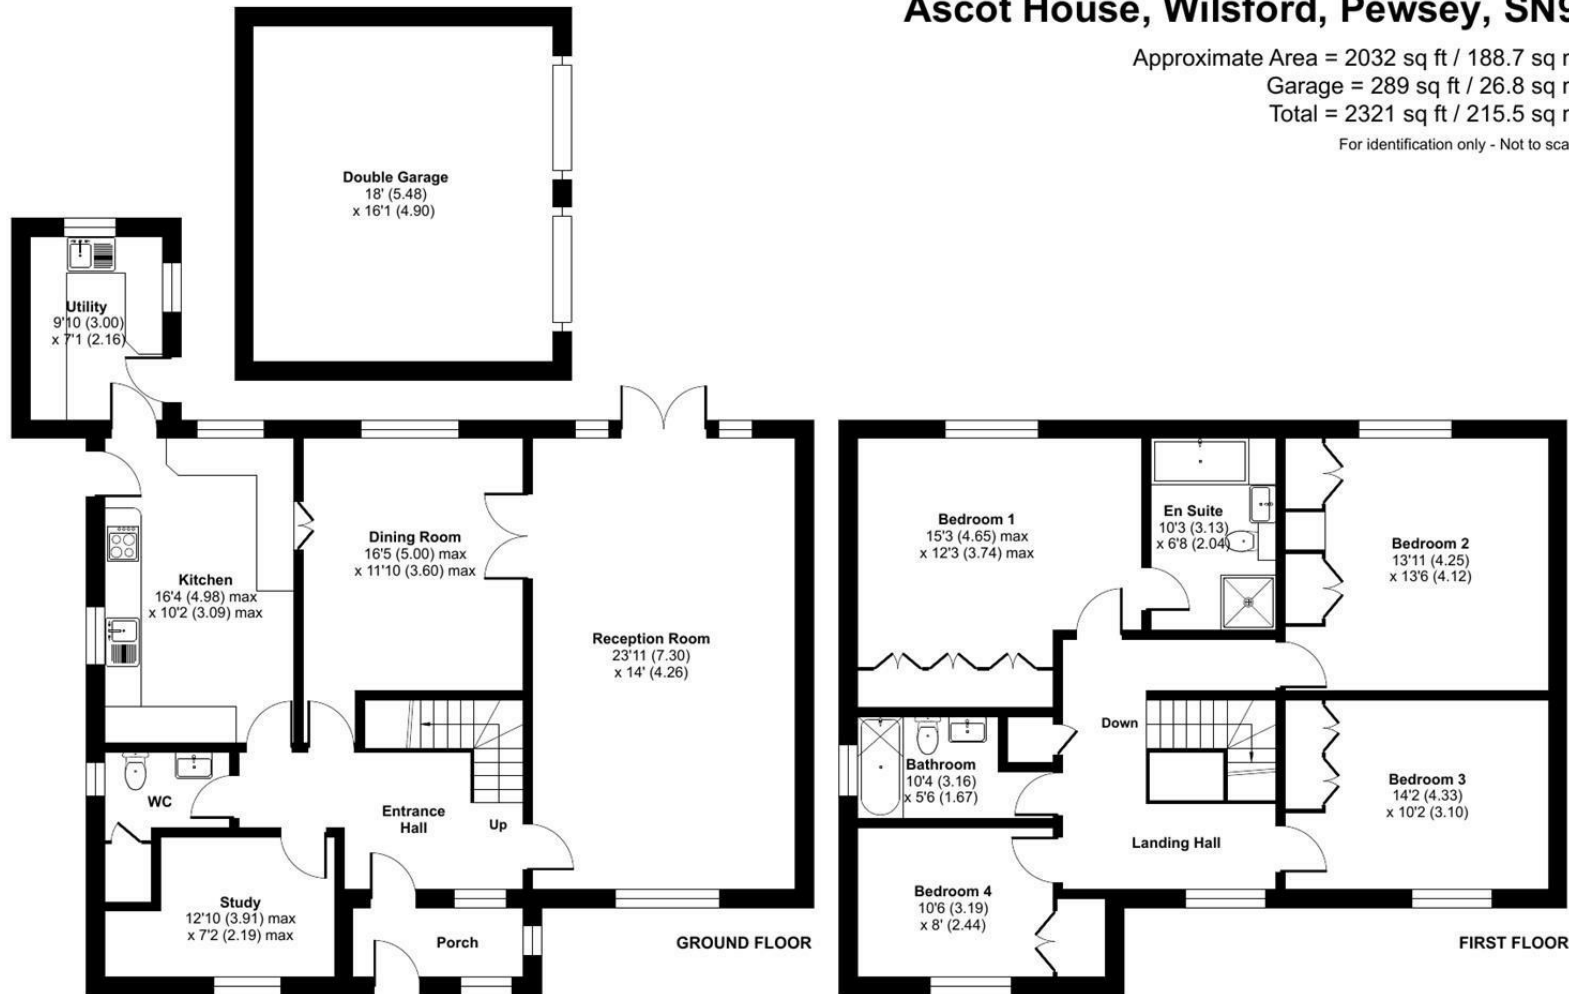 Ascot House, Wilsford, Pewsey, SN9
Approximate Area = 2032 sq ft / 188.7 sq m
Garage = 289 sq ft / 26.8 sq m
Total = 2321 sq ft / 215.5 sq m
For identification only - Not to sca
Double Garage
18' (5.48)
x 16'1 (4.90)
Utility
9'10 (3.00)
x 7'1 (2.16)
Kitchen
16'4 (4.98) max
x 10'2 (3.09) max
Dining Room
16'5 (5.00) max
x 11'10 (3.60) max
Reception Room
23'11 (7.30)
x 14' (4.26)
WC
Entrance
Hall
Up
Study
12'10 (3.91) max
x 7'2 (2.19) max
Porch
GROUND FLOOR
Bedroom 1
15'3 (4.65) max
x 12'3 (3.74) max
En Suite
10'3 (3.13)
x 6'8 (2.04)
Bedroom 2
13'11 (4.25)
x 13'6 (4.12)
Down
Bathroom
10'4 (3.16)
x 5'6 (1.67)
Bedroom 3
14'2 (4.33)
x 10'2 (3.10)
Landing Hall
Bedroom 4
10'6 (3.19)
x 8' (2.44)
FIRST FLOOR